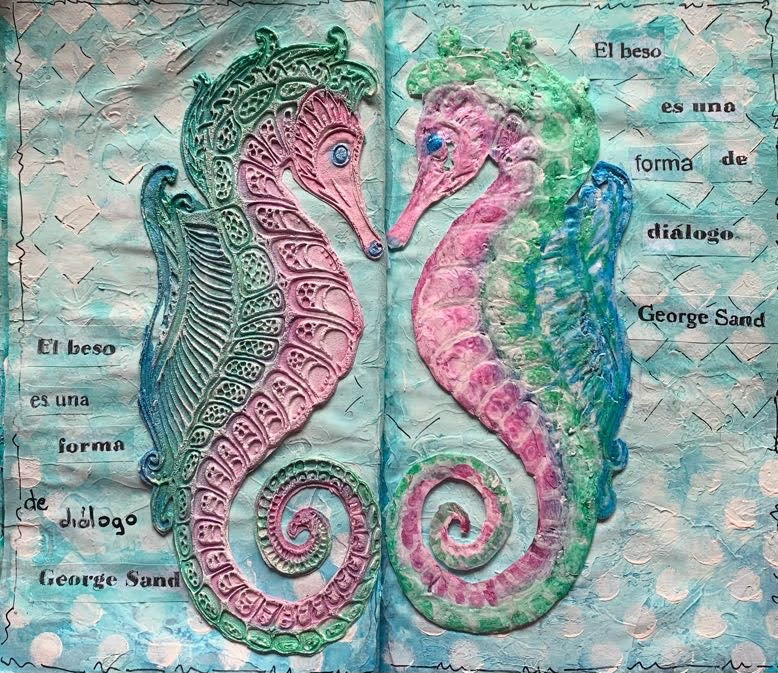 El beso
es una
forma
de
diálogo
George Sand
El beso
es una
forma de
diálogo
George Sand